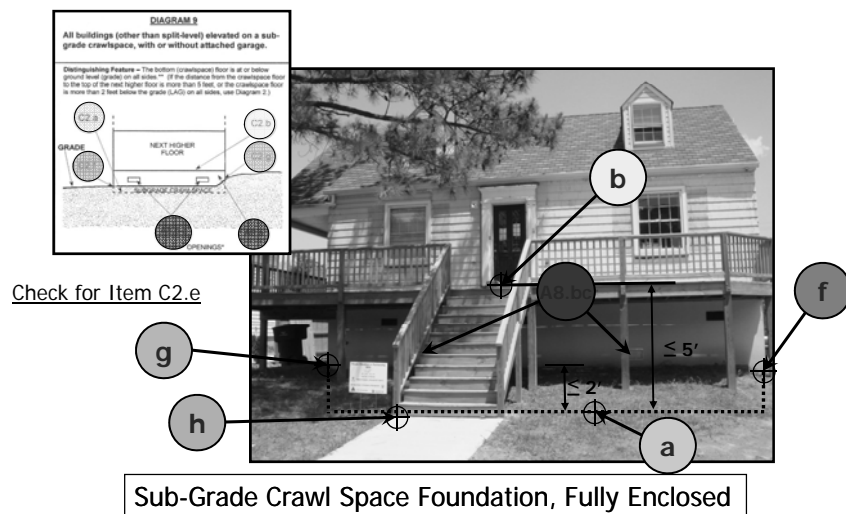 DIAGRAM 9
All buildings (other than split-level) elevated on a sub-
grade crawlspace, with or without attached garage.
Distinguishing Feature – The bottom (crawlspace) floor is at or below
ground level (grade) on all sides.** (If the distance from the crawlspace floor
to the top of the next higher floor is more than 5 feet, or the crawlspace floor
is more than 2 feet below the grade (LAG) on all sides, use Diagram 2.)
C2.a
C2.b
NEXT HIGHER
FLOOR
GRADE
SUBGRADE CRAWLSPACE
OPENINGS*
Check for Item C2.e
b
A8.bc
f
g
≤ 5'
≤ 2'
h
a
Sub-Grade Crawl Space Foundation, Fully Enclosed